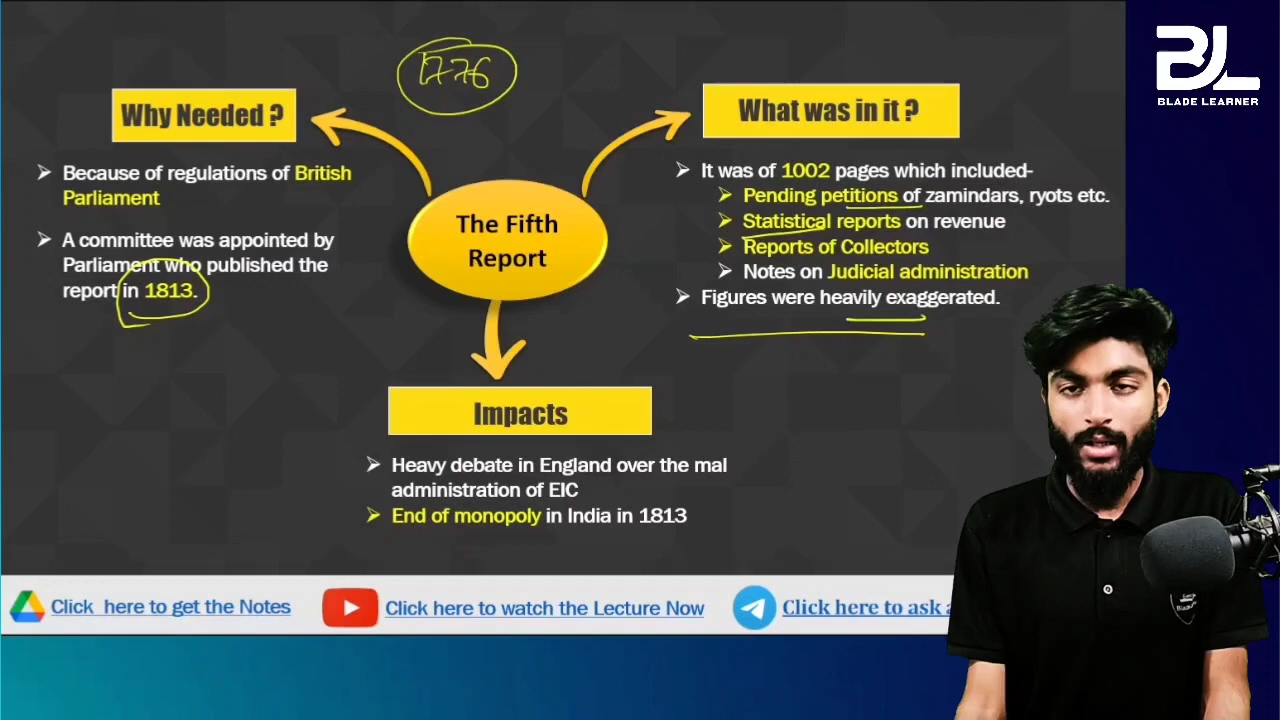 1776
BL
BLADE LEARNER
Why Needed ?
➤ Because of regulations of British
Parliament
➤ A committee was appointed by
Parliament who published the
report in 1813.
The Fifth
Report
What was in it ?
➤ It was of 1002 pages which included-
➤ Pending petitions of zamindars, ryots etc.
➤ Statistical reports on revenue
➤ Reports of Collectors
➤ Notes on Judicial administration
➤ Figures were heavily exaggerated.
Impacts
➤ Heavy debate in England over the mal
administration of EIC
➤ End of monopoly in India in 1813
Click here to get the Notes
Click here to watch the Lecture Now
Click here to ask